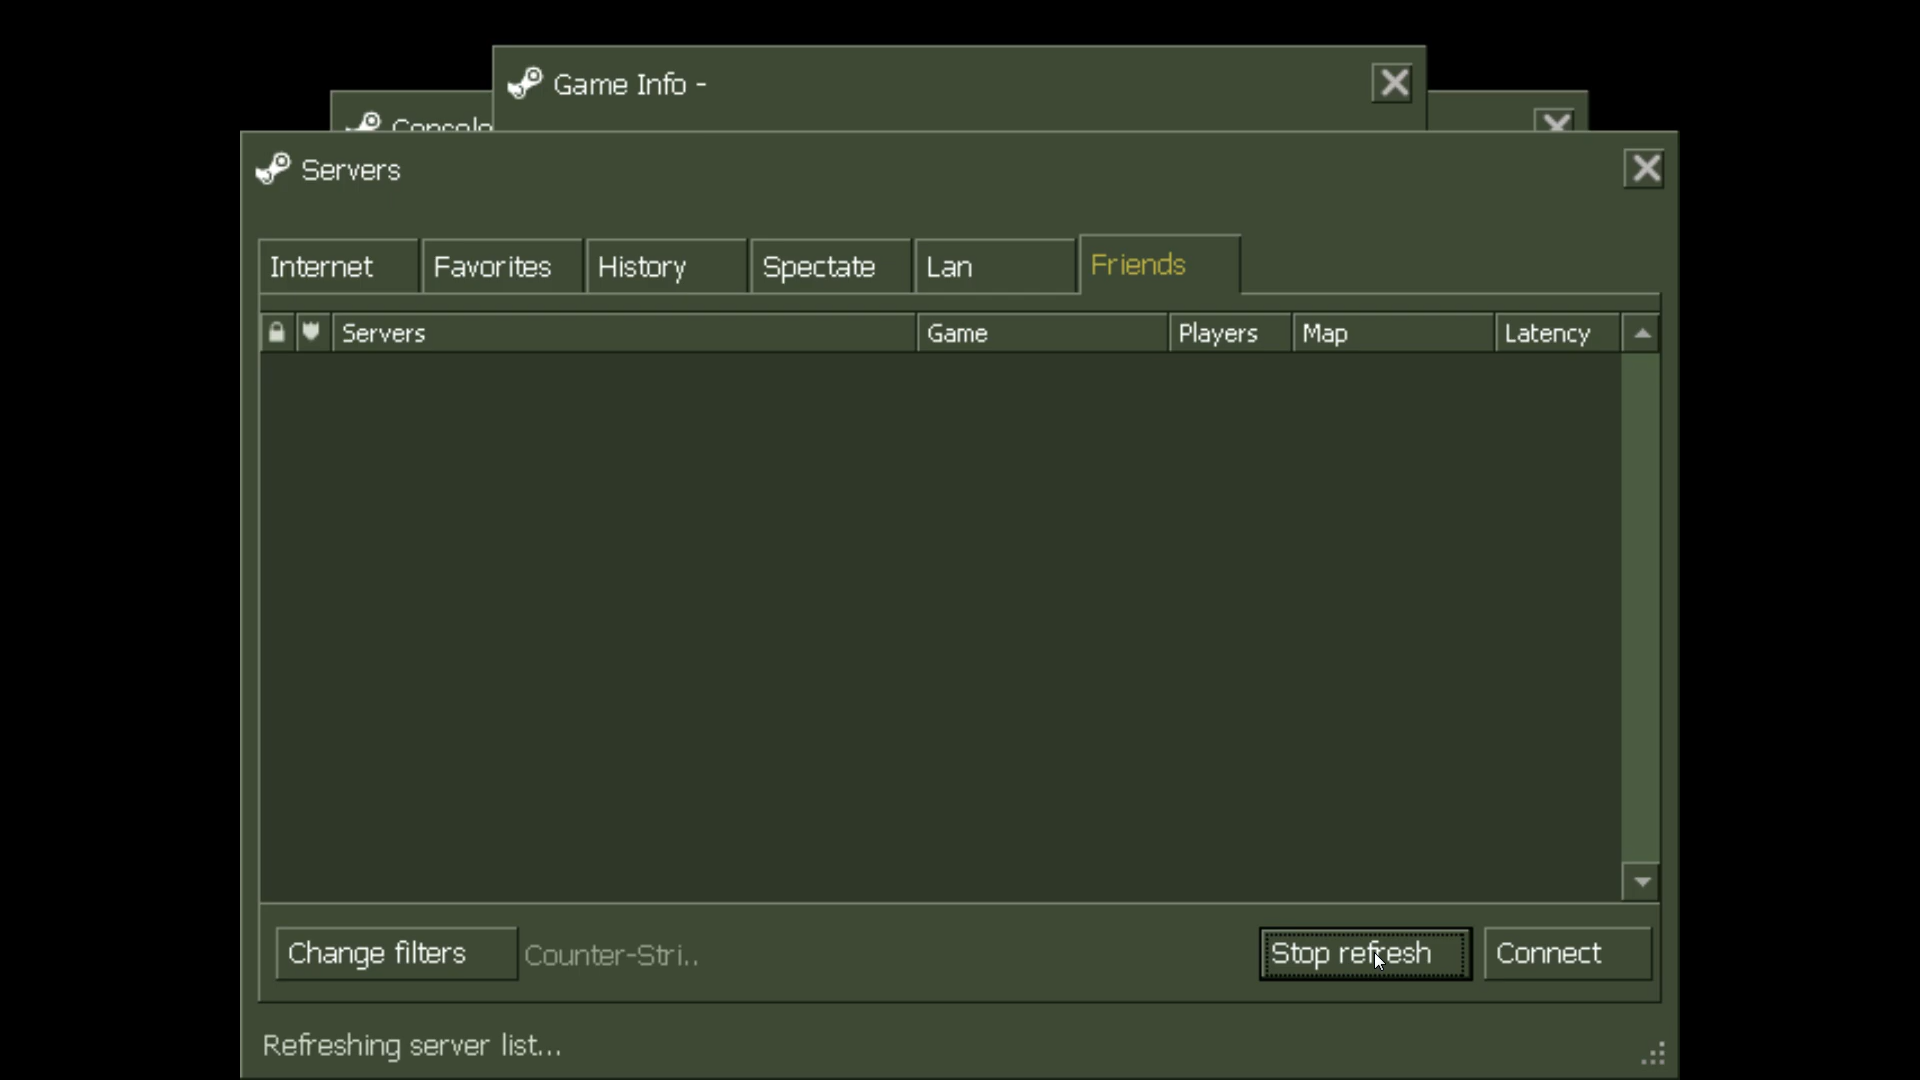 Game Info -
Console
Servers
Internet Favorites History Spectate Lan Friends
Servers Game Players Map Latency
Change filters Counter-Stri.. Stop refresh Connect
Refreshing server list...